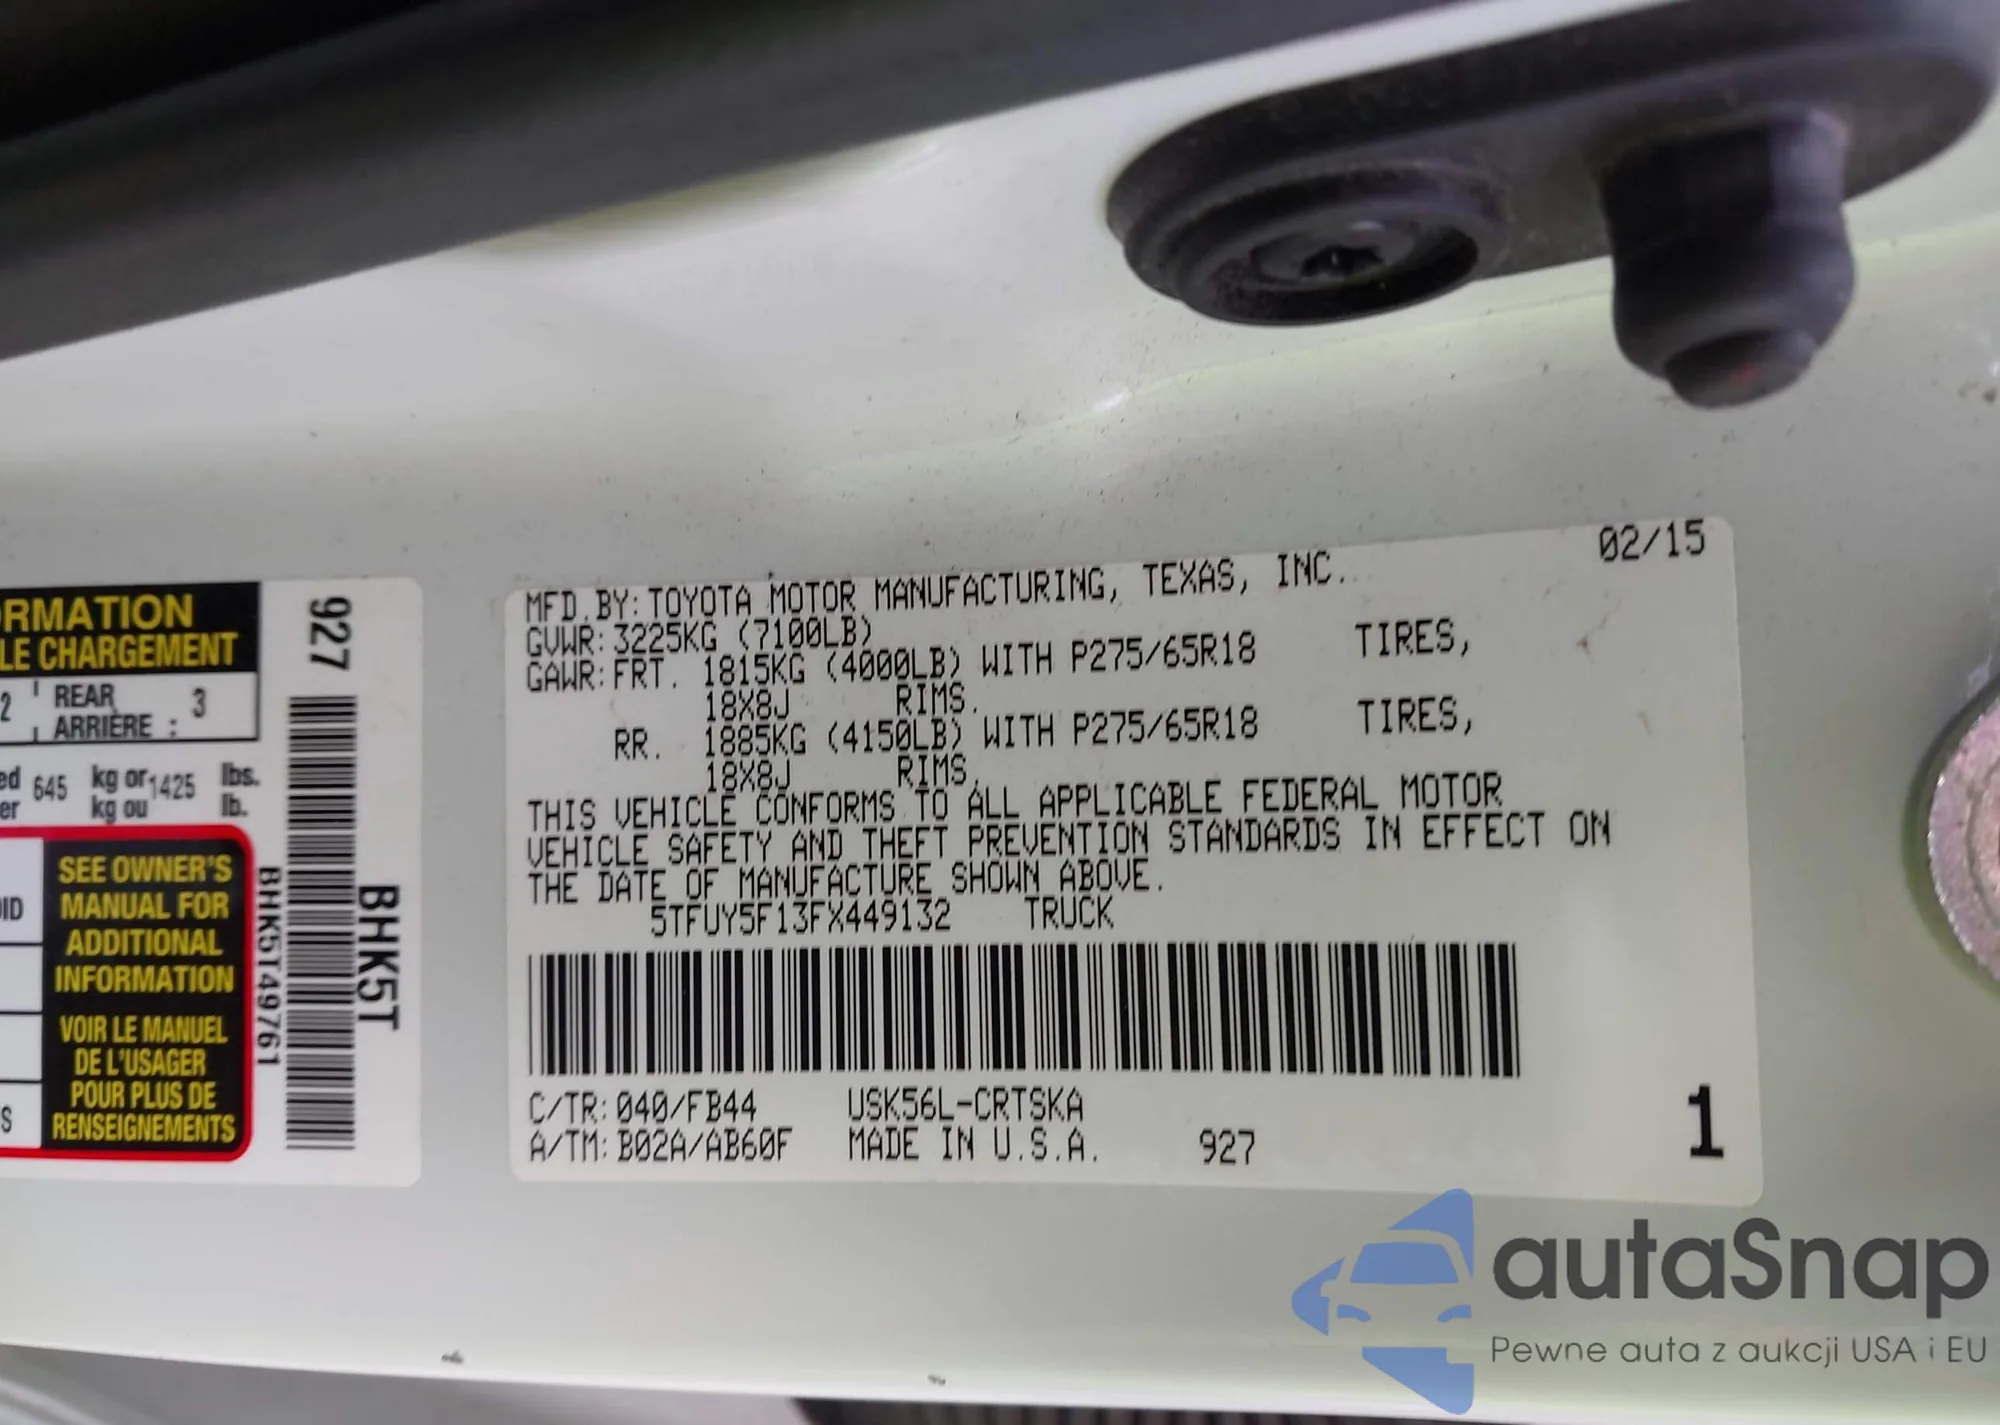 RMATION
LE CHARGEMENT
2 REAR 3
ARRIÈRE :
ed 645 kg or 1425 lbs.
er kg ou lb.
SEE OWNER'S
MANUAL FOR
ADDITIONAL
INFORMATION
VOIR LE MANUEL
DE L'USAGER
POUR PLUS DE
RENSEIGNEMENTS
OID
S
927
BHK5T49761
BHK5T
02/15
MFD.BY:TOYOTA MOTOR MANUFACTURING, TEXAS, INC.
GVWR:3225KG (7100LB)
GAWR:FRT. 1815KG (4000LB) WITH P275/65R18 TIRES,
18X8J RIMS.
RR. 1885KG (4150LB) WITH P275/65R18 TIRES,
18X8J RIMS.
THIS VEHICLE CONFORMS TO ALL APPLICABLE FEDERAL MOTOR
VEHICLE SAFETY AND THEFT PREVENTION STANDARDS IN EFFECT ON
THE DATE OF MANUFACTURE SHOWN ABOVE.
5TFUY5F13FX449132 TRUCK
C/TR:040/FB44 USK56L-CRTSKA
A/TM:B02A/AB60F MADE IN U.S.A. 927
1
autaSnap
Pewne auta z aukcji USA i EU